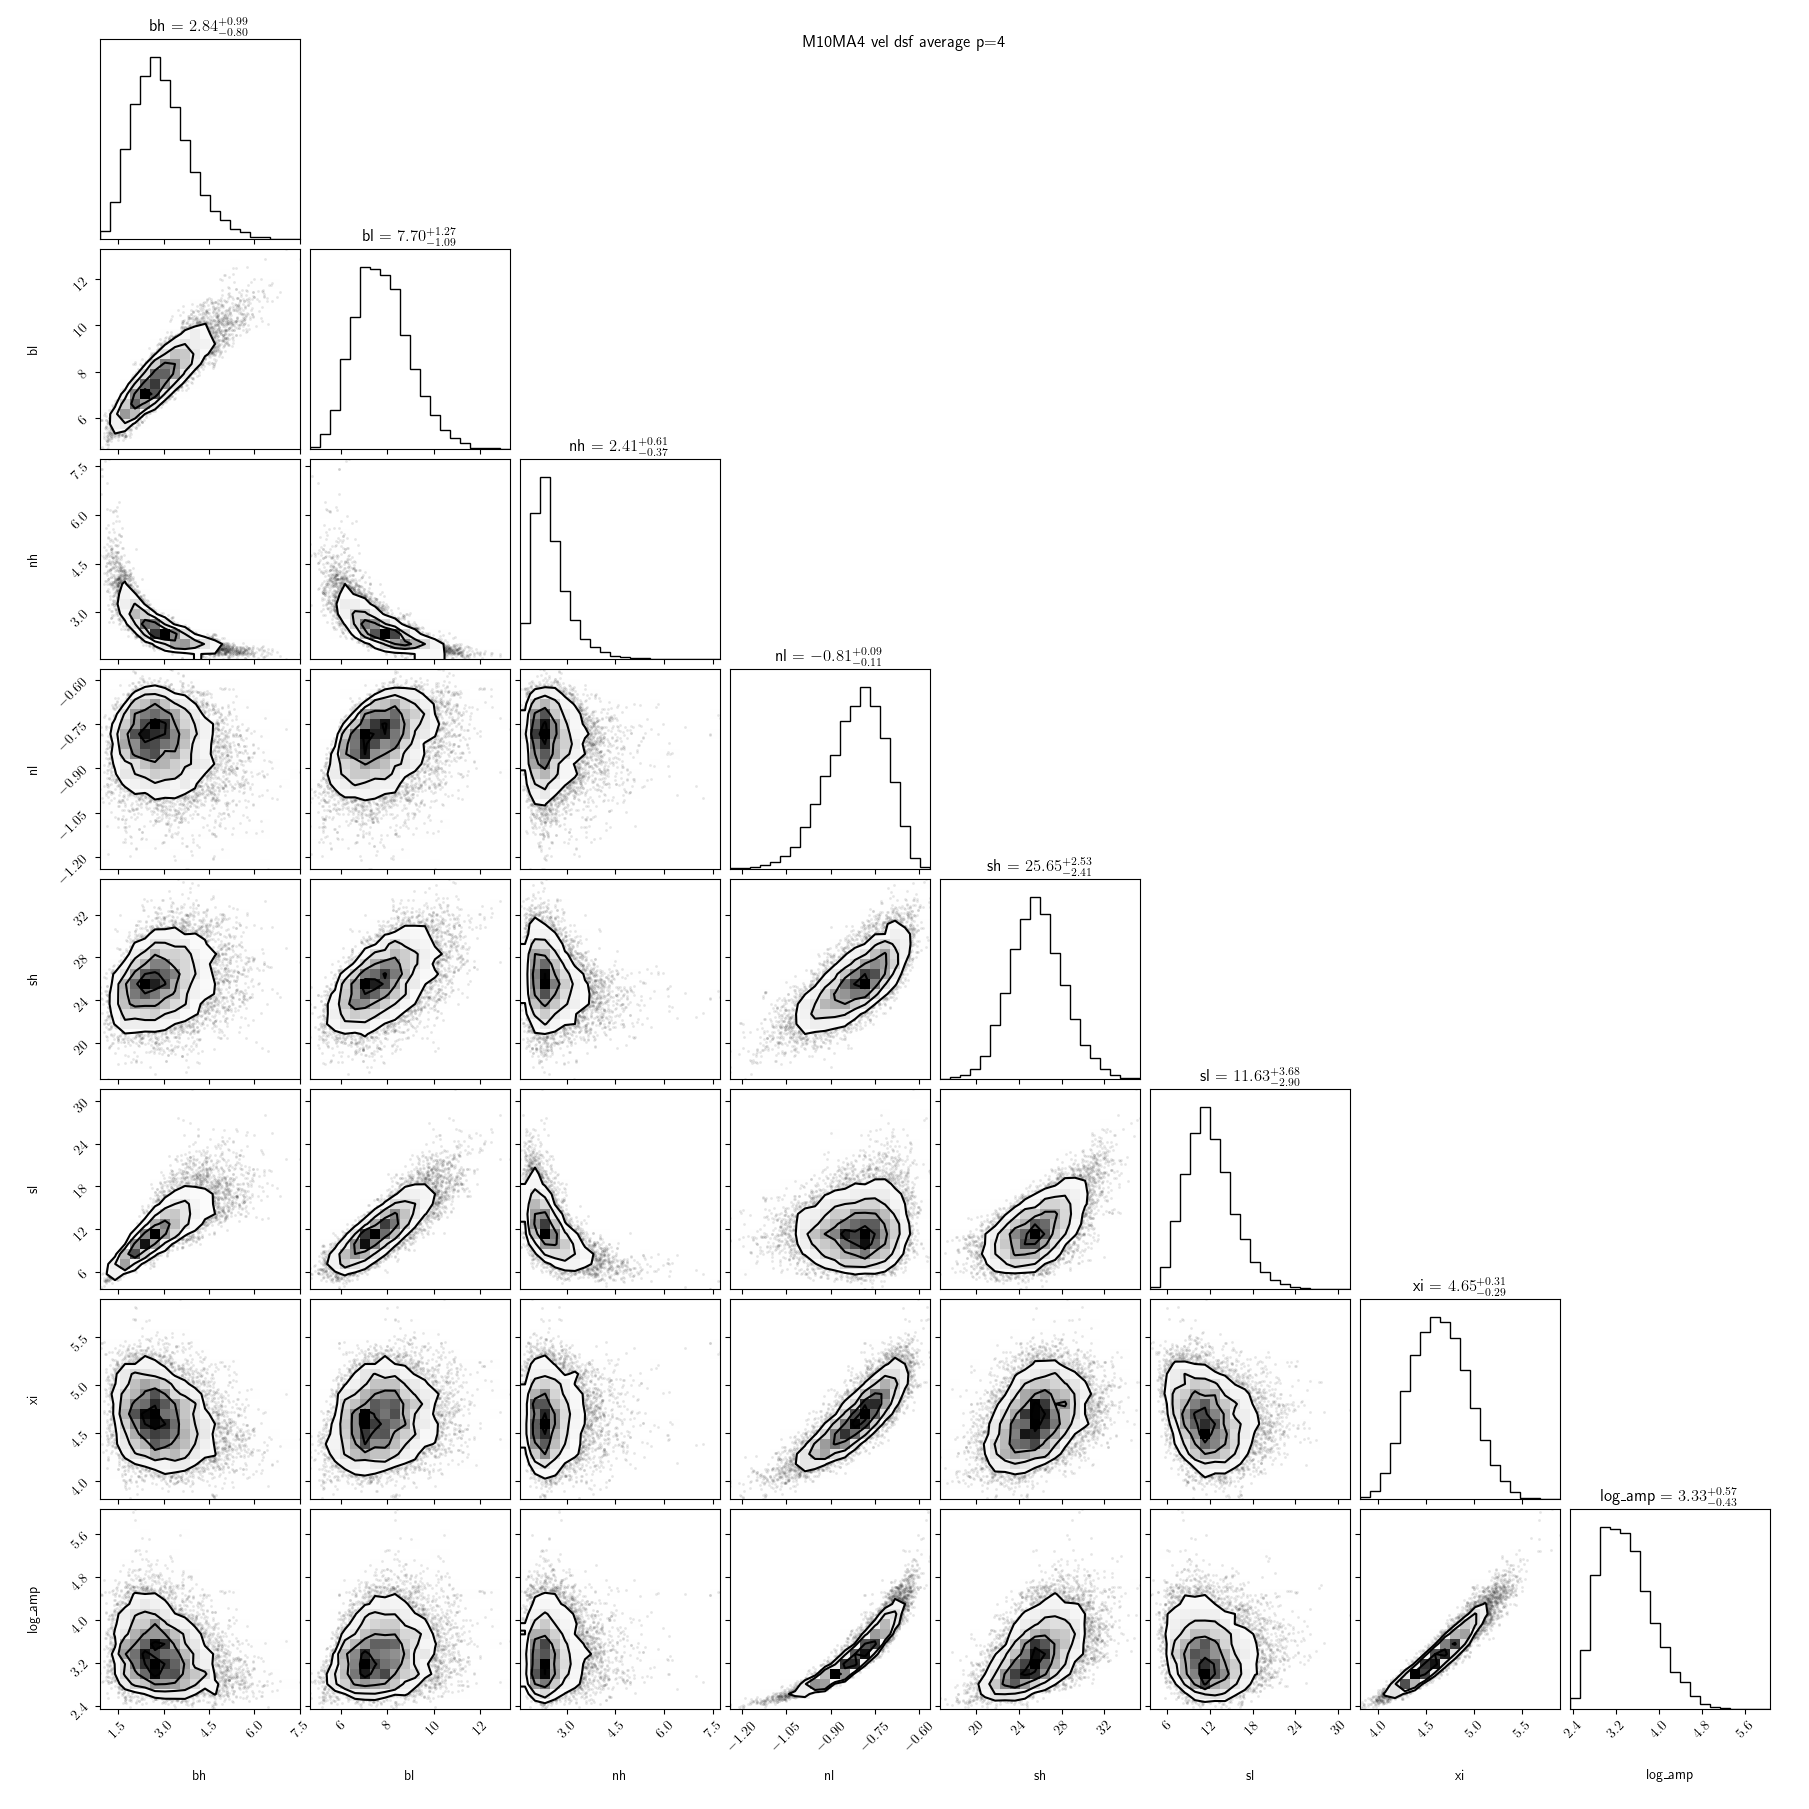 M10MA4 vel dsf average p=4
bh = 2.84^{+0.99}_{-0.80}
bl = 7.70^{+1.27}_{-1.09}
bl
12
10
8
6
nh = 2.41^{+0.61}_{-0.37}
nh
7.5
6.0
4.5
3.0
nl = −0.81^{+0.09}_{-0.11}
nl
−0.60
−0.75
−0.90
−1.05
−1.20
sh = 25.65^{+2.53}_{-2.41}
sh
32
28
24
20
sl = 11.63^{+3.68}_{-2.90}
sl
30
24
18
12
6
xi = 4.65^{+0.31}_{-0.29}
xi
5.5
5.0
4.5
4.0
log_amp = 3.33^{+0.57}_{-0.43}
log_amp
5.6
4.8
4.0
3.2
2.4
1.5 3.0 4.5 6.0 7.5 6 8 10 12 3.0 4.5 6.0 7.5 −1.20 −1.05 −0.90 −0.75 −0.60 20 24 28 32 6 12 18 24 30 4.0 4.5 5.0 5.5 2.4 3.2 4.0 4.8 5.6
bh bl nh nl sh sl xi log_amp